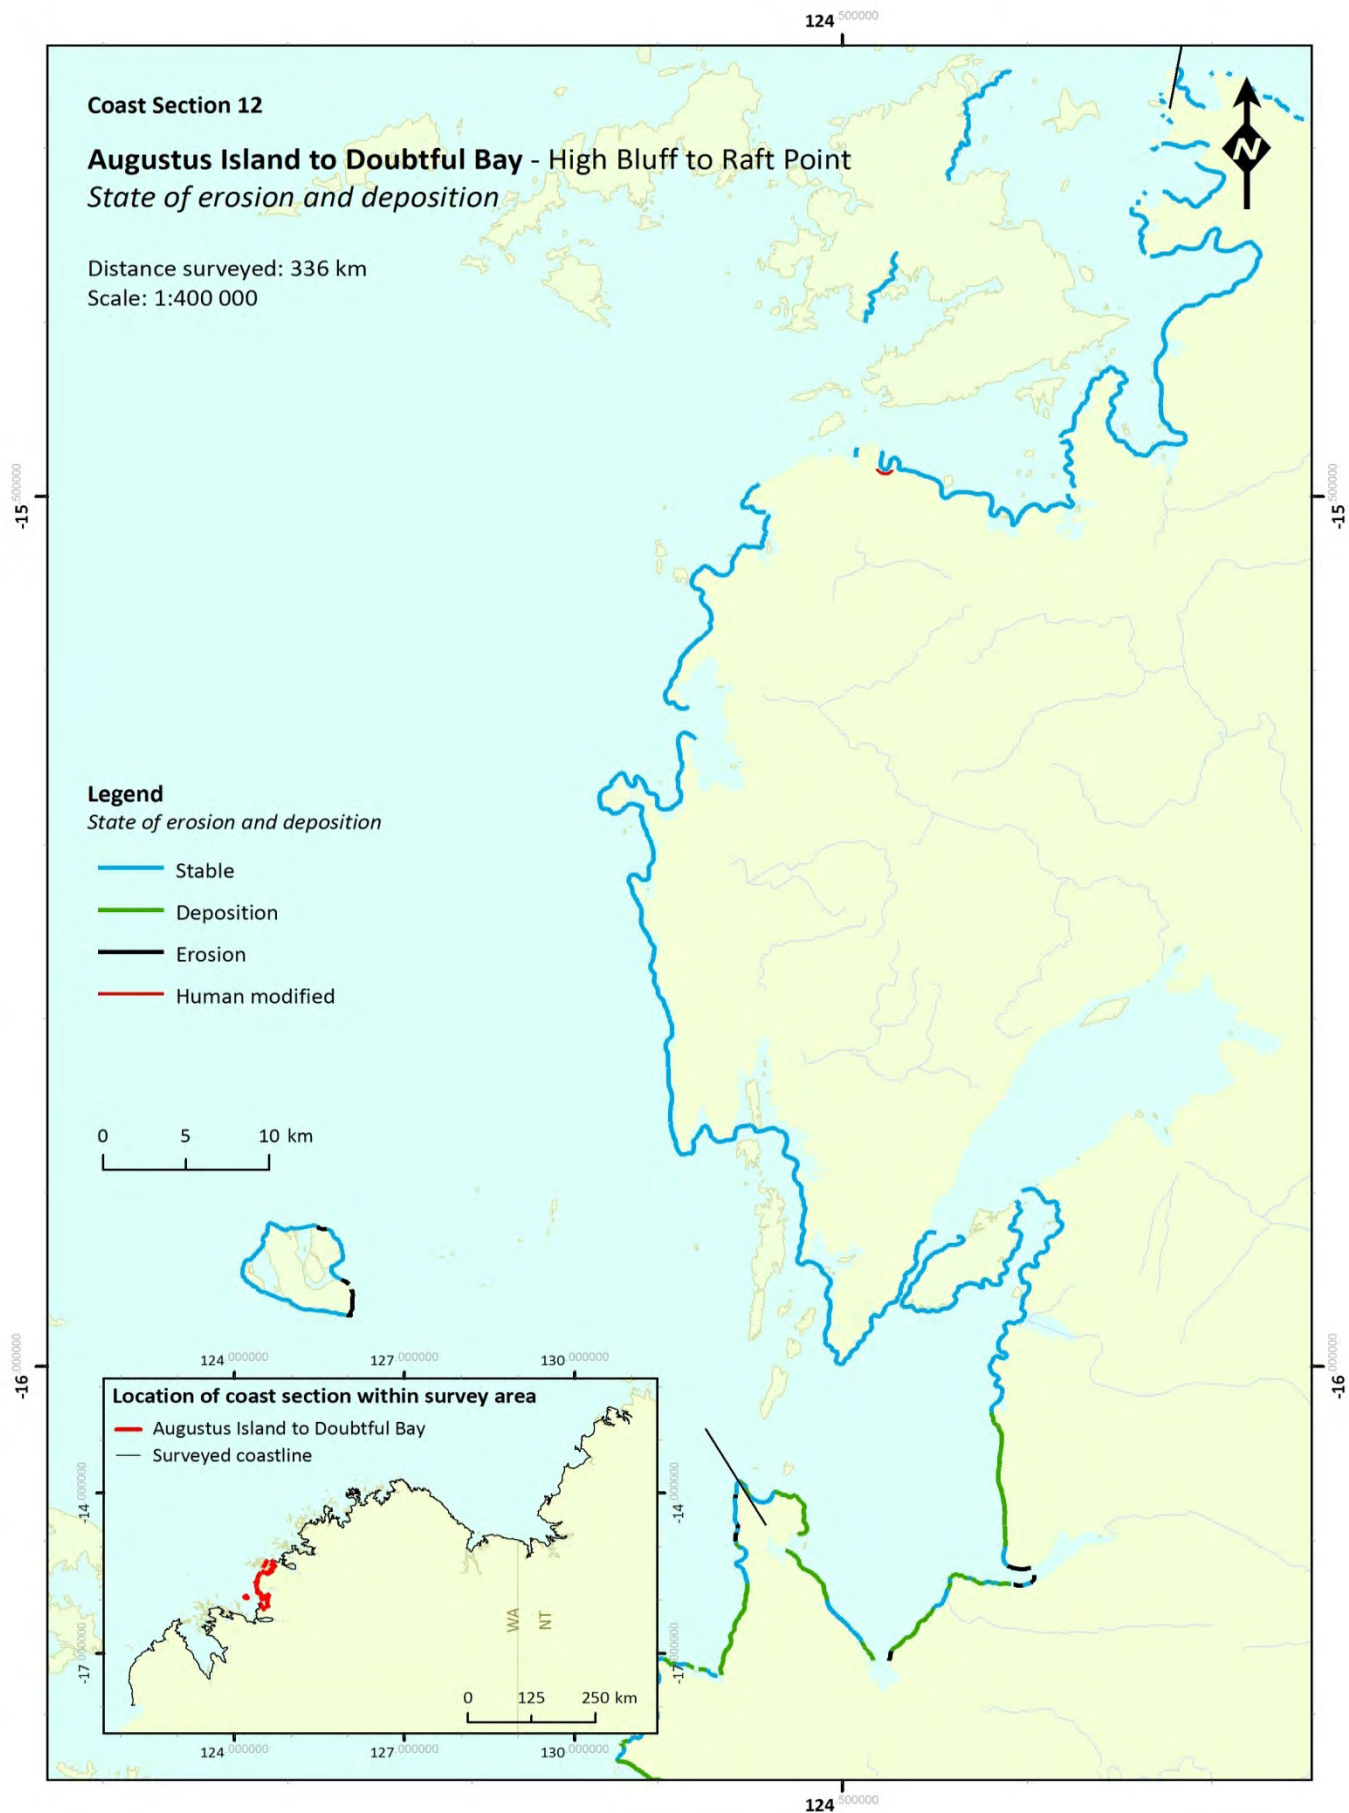 124.500000
Coast Section 12
Augustus Island to Doubtful Bay - High Bluff to Raft Point
State of erosion and deposition
Distance surveyed: 336 km
Scale: 1:400 000
N
-15.500000
-15.500000
Legend
State of erosion and deposition
Stable
Deposition
Erosion
Human modified
0 5 10 km
-16.000000
-16.000000
124.000000 127.000000 130.000000
Location of coast section within survey area
Augustus Island to Doubtful Bay
Surveyed coastline
-14.000000
-14.000000
WA
NT
-17.000000
-17.000000
0 125 250 km
124.000000 127.000000 130.000000
124.500000